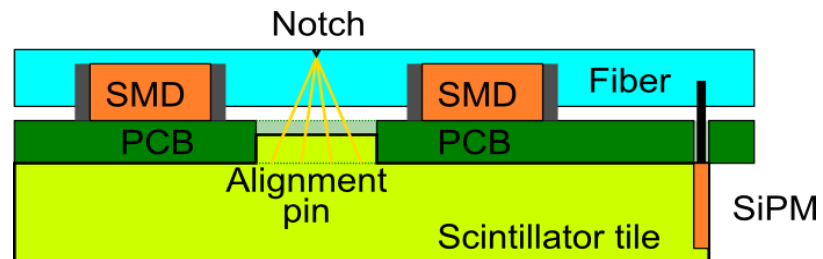 Notch
SMD
SMD
Fiber
PCB
PCB
Alignment
pin
SiPM
Scintillator tile